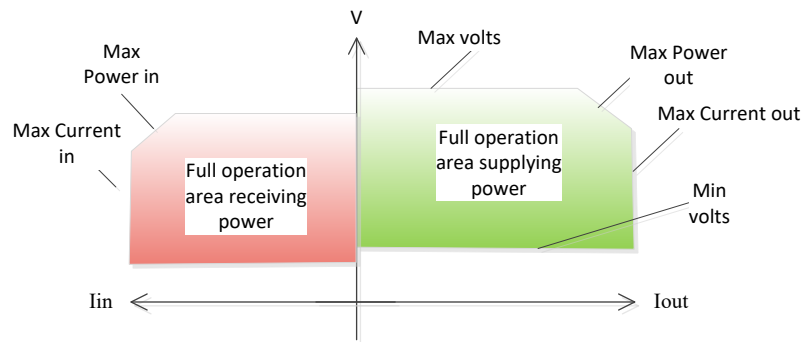 V
Max
Power in
Max volts
Max Power
out
Max Current
in
Max Current out
Full operation
area receiving
power
Full operation
area supplying
power
Min
volts
Iin
Iout